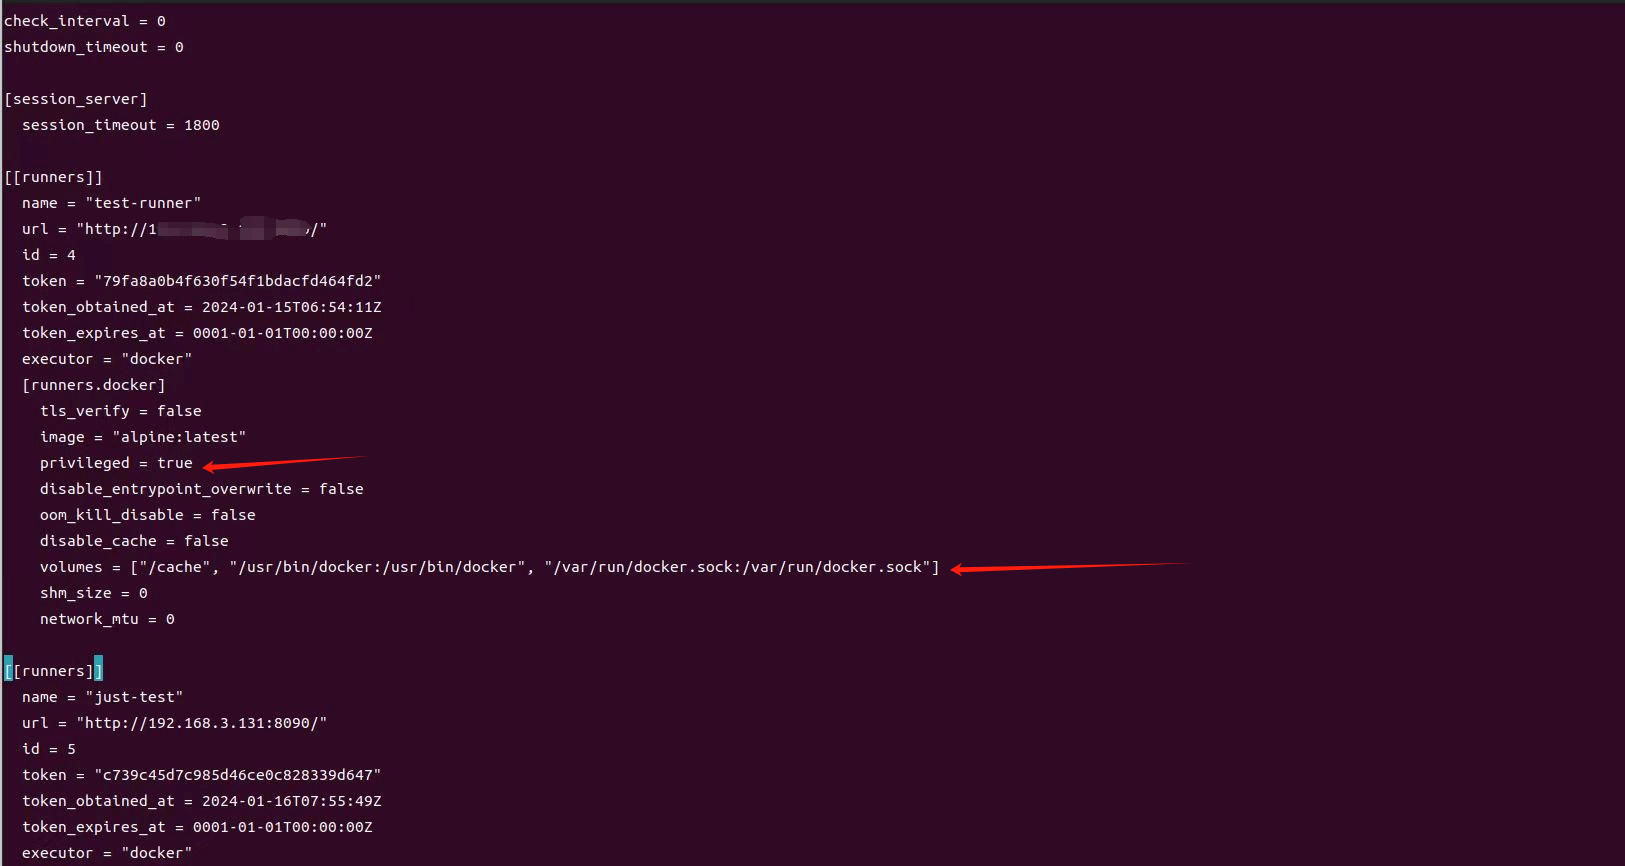 check_interval = 0
shutdown_timeout = 0
[session_server]
session_timeout = 1800
[[runners]]
name = "test-runner"
url = "http://1 /"
id = 4
token = "79fa8a0b4f630f54f1bdacfd464fd2"
token_obtained_at = 2024-01-15T06:54:11Z
token_expires_at = 0001-01-01T00:00:00Z
executor = "docker"
[runners.docker]
tls_verify = false
image = "alpine:latest"
privileged = true
disable_entrypoint_overwrite = false
oom_kill_disable = false
disable_cache = false
volumes = ["/cache", "/usr/bin/docker:/usr/bin/docker", "/var/run/docker.sock:/var/run/docker.sock"]
shm_size = 0
network_mtu = 0
[[runners]]
name = "just-test"
url = "http://192.168.3.131:8090/"
id = 5
token = "c739c45d7c985d46ce0c828339d647"
token_obtained_at = 2024-01-16T07:55:49Z
token_expires_at = 0001-01-01T00:00:00Z
executor = "docker"